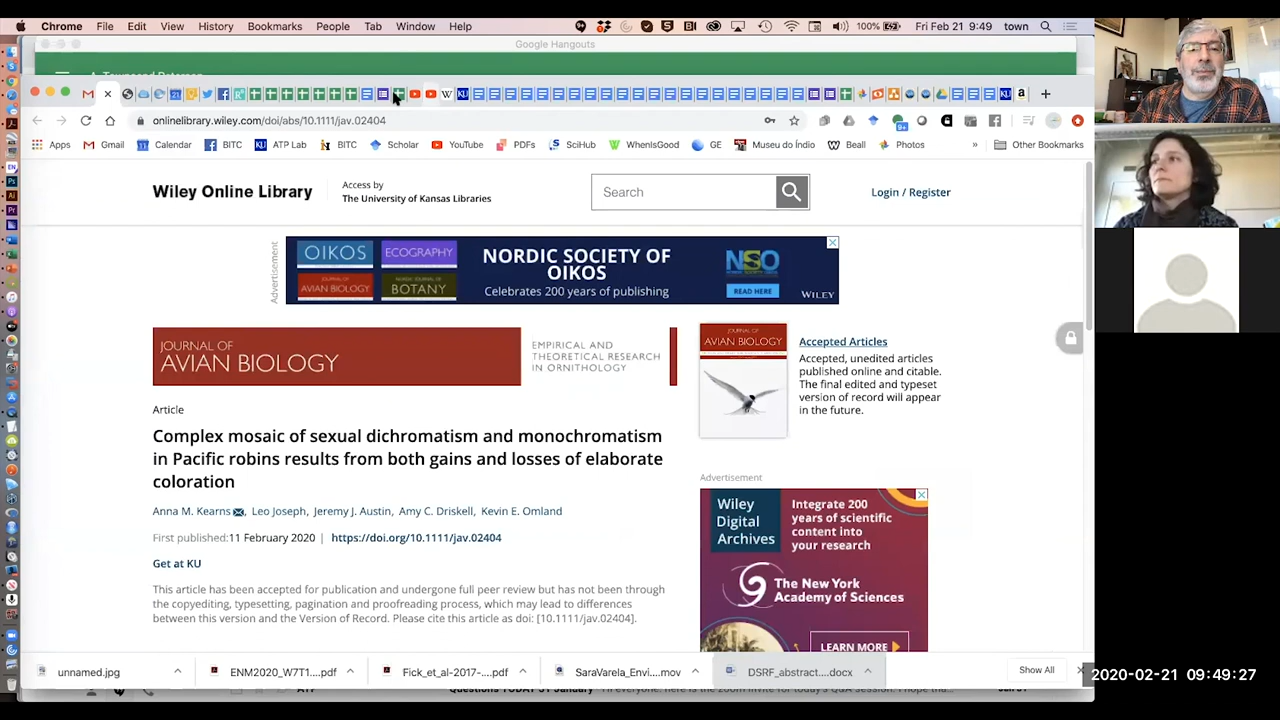 Chrome File Edit View History Bookmarks People Tab Window Help 100% Fri Feb 21 9:49 town
Google Hangouts
onlinelibrary.wiley.com/doi/abs/10.1111/jav.02404
Apps Gmail Calendar BITC ATP Lab BITC Scholar YouTube PDFs SciHub WhenIsGood GE Museu do Índio Beall Photos » Other Bookmarks
Wiley Online Library
Access by
The University of Kansas Libraries
Search
Login / Register
Advertisement
OIKOS
ECOGRAPHY
JOURNAL OF
AVIAN BIOLOGY
NORDIC JOURNAL OF
BOTANY
NORDIC SOCIETY OF
OIKOS
Celebrates 200 years of publishing
NSO
READ HERE
WILEY
JOURNAL OF
AVIAN BIOLOGY
EMPIRICAL AND
THEORETICAL RESEARCH
IN ORNITHOLOGY
JOURNAL OF
AVIAN BIOLOGY
Accepted Articles
Accepted, unedited articles
published online and citable.
The final edited and typeset
version of record will appear
in the future.
Article
Complex mosaic of sexual dichromatism and monochromatism
in Pacific robins results from both gains and losses of elaborate
coloration
Anna M. Kearns, Leo Joseph, Jeremy J. Austin, Amy C. Driskell, Kevin E. Omland
First published:11 February 2020 | https://doi.org/10.1111/jav.02404
Get at KU
This article has been accepted for publication and undergone full peer review but has not been through
the copyediting, typesetting, pagination and proofreading process, which may lead to differences
between this version and the Version of Record. Please cite this article as doi: [10.1111/jav.02404].
Advertisement
Wiley
Digital
Archives
Integrate 200
years of scientific
content into
your research
The New York
Academy of Sciences
LEARN MORE
unnamed.jpg
ENM2020_W7T1...pdf
Fick_et_al-2017-....pdf
SaraVarela_Envi...mov
DSRF_abstract....docx
Show All
2020-02-21 09:49:27